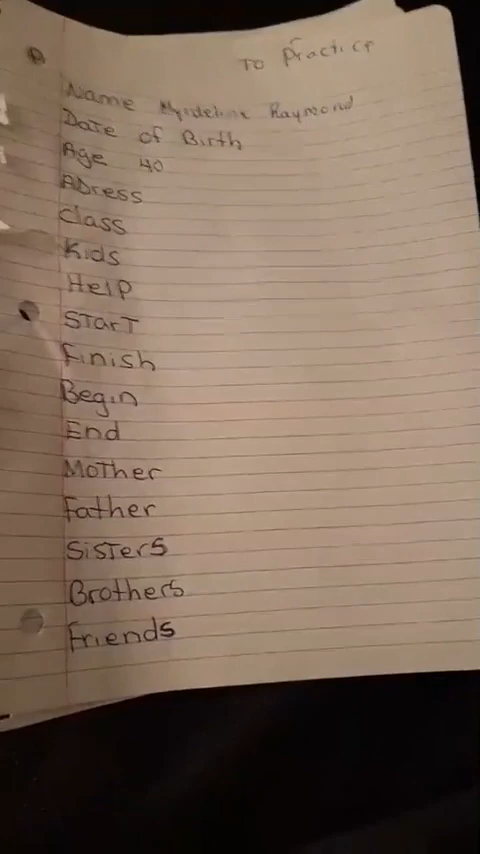 To Practice
Name Myrdeline Raymond
Date of Birth
Age 40
ADress
class
Kids
Help
START
Finish
Begin
End
Mother
Father
Sisters
Brothers
Friends